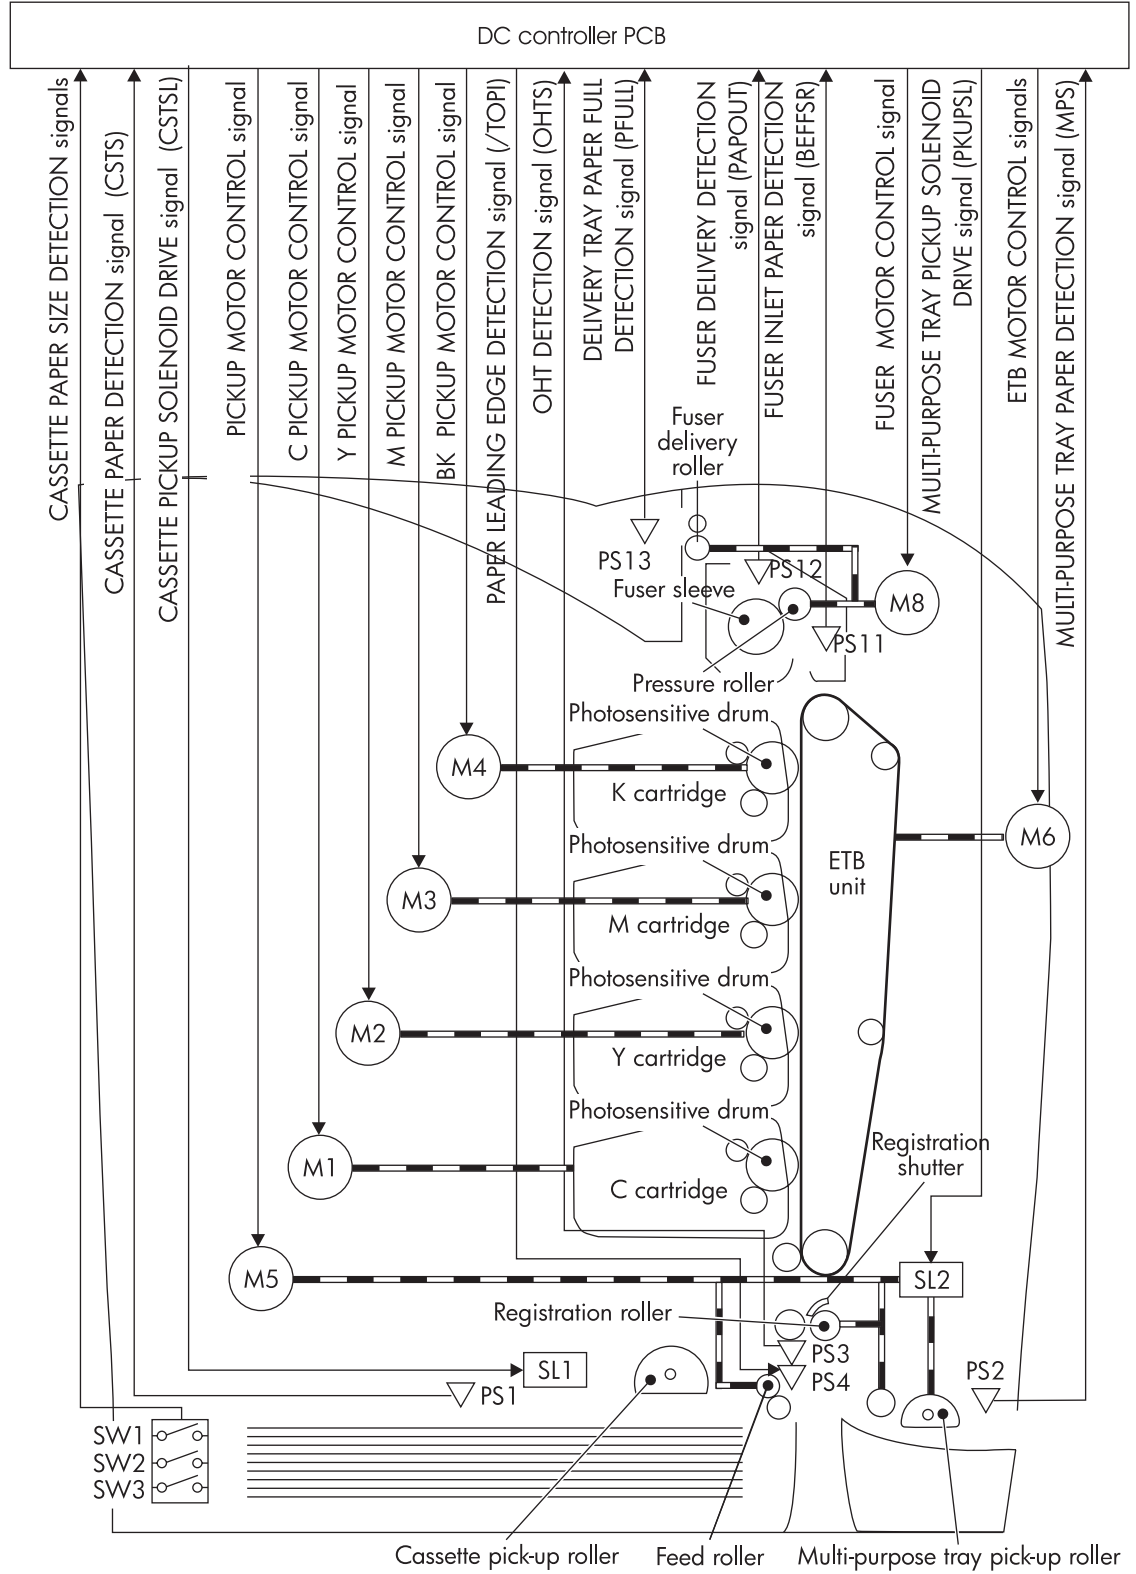 DC controller PCB
CASSETTE PAPER SIZE DETECTION signals
CASSETTE PAPER DETECTION signal (CSTS)
CASSETTE PICKUP SOLENOID DRIVE signal (CSTSL)
PICKUP MOTOR CONTROL signal
C PICKUP MOTOR CONTROL signal
Y PICKUP MOTOR CONTROL signal
M PICKUP MOTOR CONTROL signal
BK PICKUP MOTOR CONTROL signal
PAPER LEADING EDGE DETECTION signal (/TOPI)
OHT DETECTION signal (OHTS)
DELIVERY TRAY PAPER FULL
DETECTION signal (PFULL)
FUSER DELIVERY DETECTION
signal (PAPOUT)
FUSER INLET PAPER DETECTION
signal (BEFFSR)
FUSER MOTOR CONTROL signal
MULTI-PURPOSE TRAY PICKUP SOLENOID
DRIVE signal (PKUPSL)
ETB MOTOR CONTROL signals
MULTI-PURPOSE TRAY PAPER DETECTION signal (MPS)
Fuser
delivery
roller
PS13
PS12
Fuser sleeve
M8
PS11
Pressure roller
Photosensitive drum
M4
K cartridge
M6
Photosensitive drum
ETB
unit
M3
M cartridge
Photosensitive drum
M2
Y cartridge
Photosensitive drum
Registration
shutter
M1
C cartridge
M5
SL2
Registration roller
PS3
SL1
PS4
PS2
PS1
SW1
SW2
SW3
Cassette pick-up roller
Feed roller
Multi-purpose tray pick-up roller